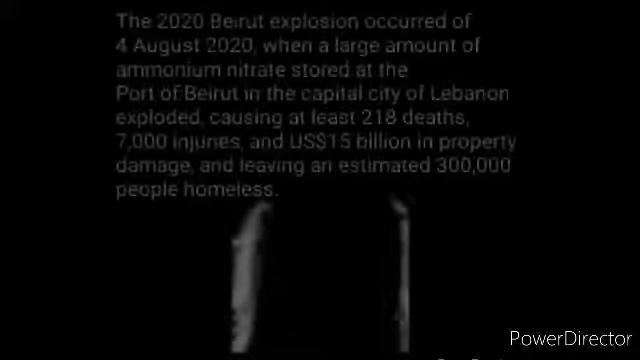 The 2020 Beirut explosion occurred of
4 August 2020, when a large amount of
ammonium nitrate stored at the
Port of Beirut in the capital city of Lebanon
exploded, causing at least 218 deaths,
7,000 injuries, and US$15 billion in property
damage, and leaving an estimated 300,000
people homeless.
PowerDirector